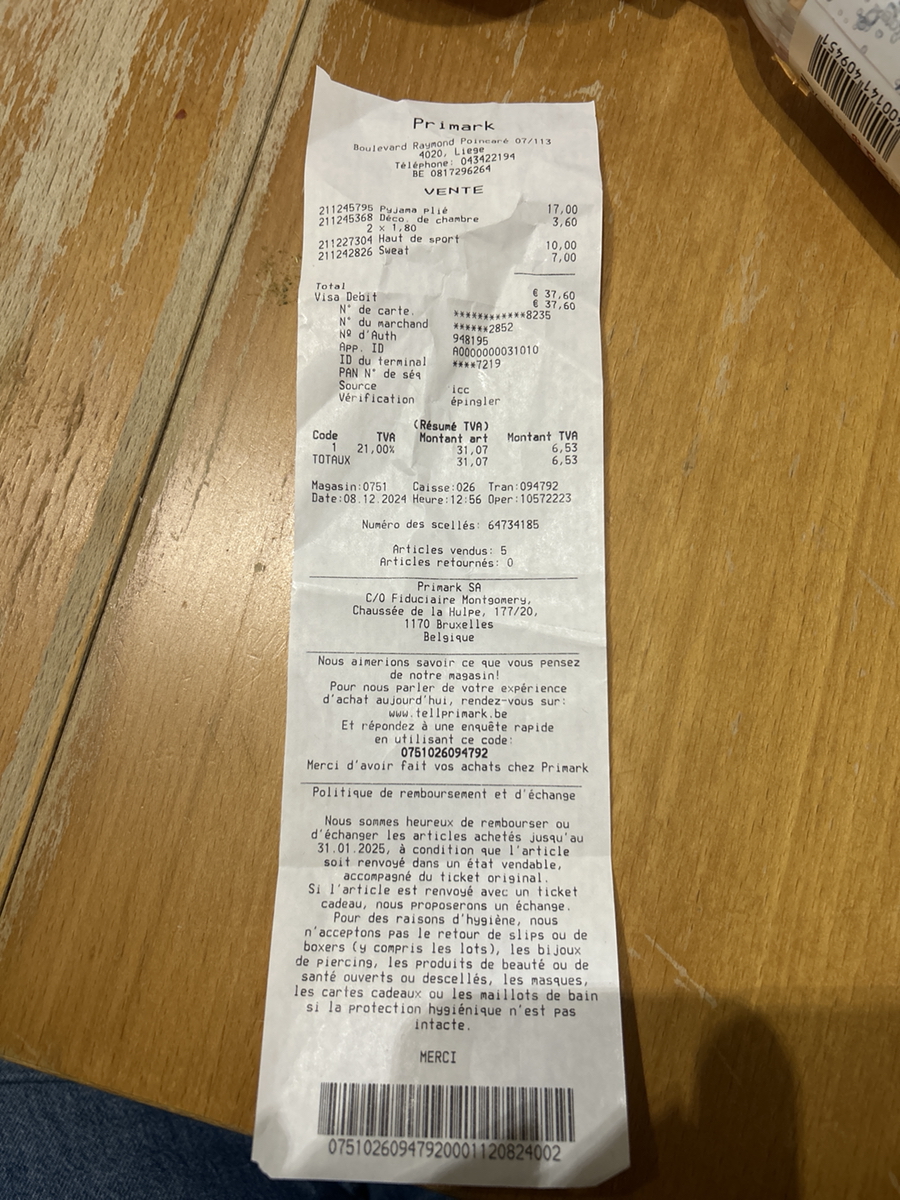 Primark
Boulevard Raymond Poincaré 07/113
4020, Liege
Téléphone: 043422194
BE 0817296264
VENTE
211245795 Pyjama plié 17,00
211245368 Déco. de chambre 3,60
2 x 1,80
211227304 Haut de sport 10,00
211242826 Sweat 7,00
Total € 37,60
Visa Debit € 37,60
N° de carte. ************8235
N° du marchand ******2852
Nº d'Auth 948195
App. ID A0000000031010
ID du terminal ****7219
PAN N° de séq
Source icc
Vérification épingler
(Résumé TVA)
Code TVA Montant art Montant TVA
1 21,00% 31,07 6,53
TOTAUX 31,07 6,53
Magasin:0751 Caisse:026 Tran:094792
Date:08.12.2024 Heure:12:56 Oper:10572223
Numéro des scellés: 64734185
Articles vendus: 5
Articles retournés: 0
Primark SA
C/O Fiduciaire Montgomery,
Chaussée de la Hulpe, 177/20,
1170 Bruxelles
Belgique
Nous aimerions savoir ce que vous pensez
de notre magasin!
Pour nous parler de votre expérience
d'achat aujourd'hui, rendez-vous sur:
www.tellprimark.be
Et répondez à une enquête rapide
en utilisant ce code:
0751026094792
Merci d'avoir fait vos achats chez Primark
Politique de remboursement et d'échange
Nous sommes heureux de rembourser ou
d'échanger les articles achetés jusqu'au
31.01.2025, à condition que l'article
soit renvoyé dans un état vendable,
accompagné du ticket original.
Si l'article est renvoyé avec un ticket
cadeau, nous proposerons un échange.
Pour des raisons d'hygiène, nous
n'acceptons pas le retour de slips ou de
boxers (y compris les lots), les bijoux
de piercing, les produits de beauté ou de
santé ouverts ou descellés, les masques,
les cartes cadeaux ou les maillots de bain
si la protection hygiénique n'est pas
intacte.
MERCI
07510260947920001120824002